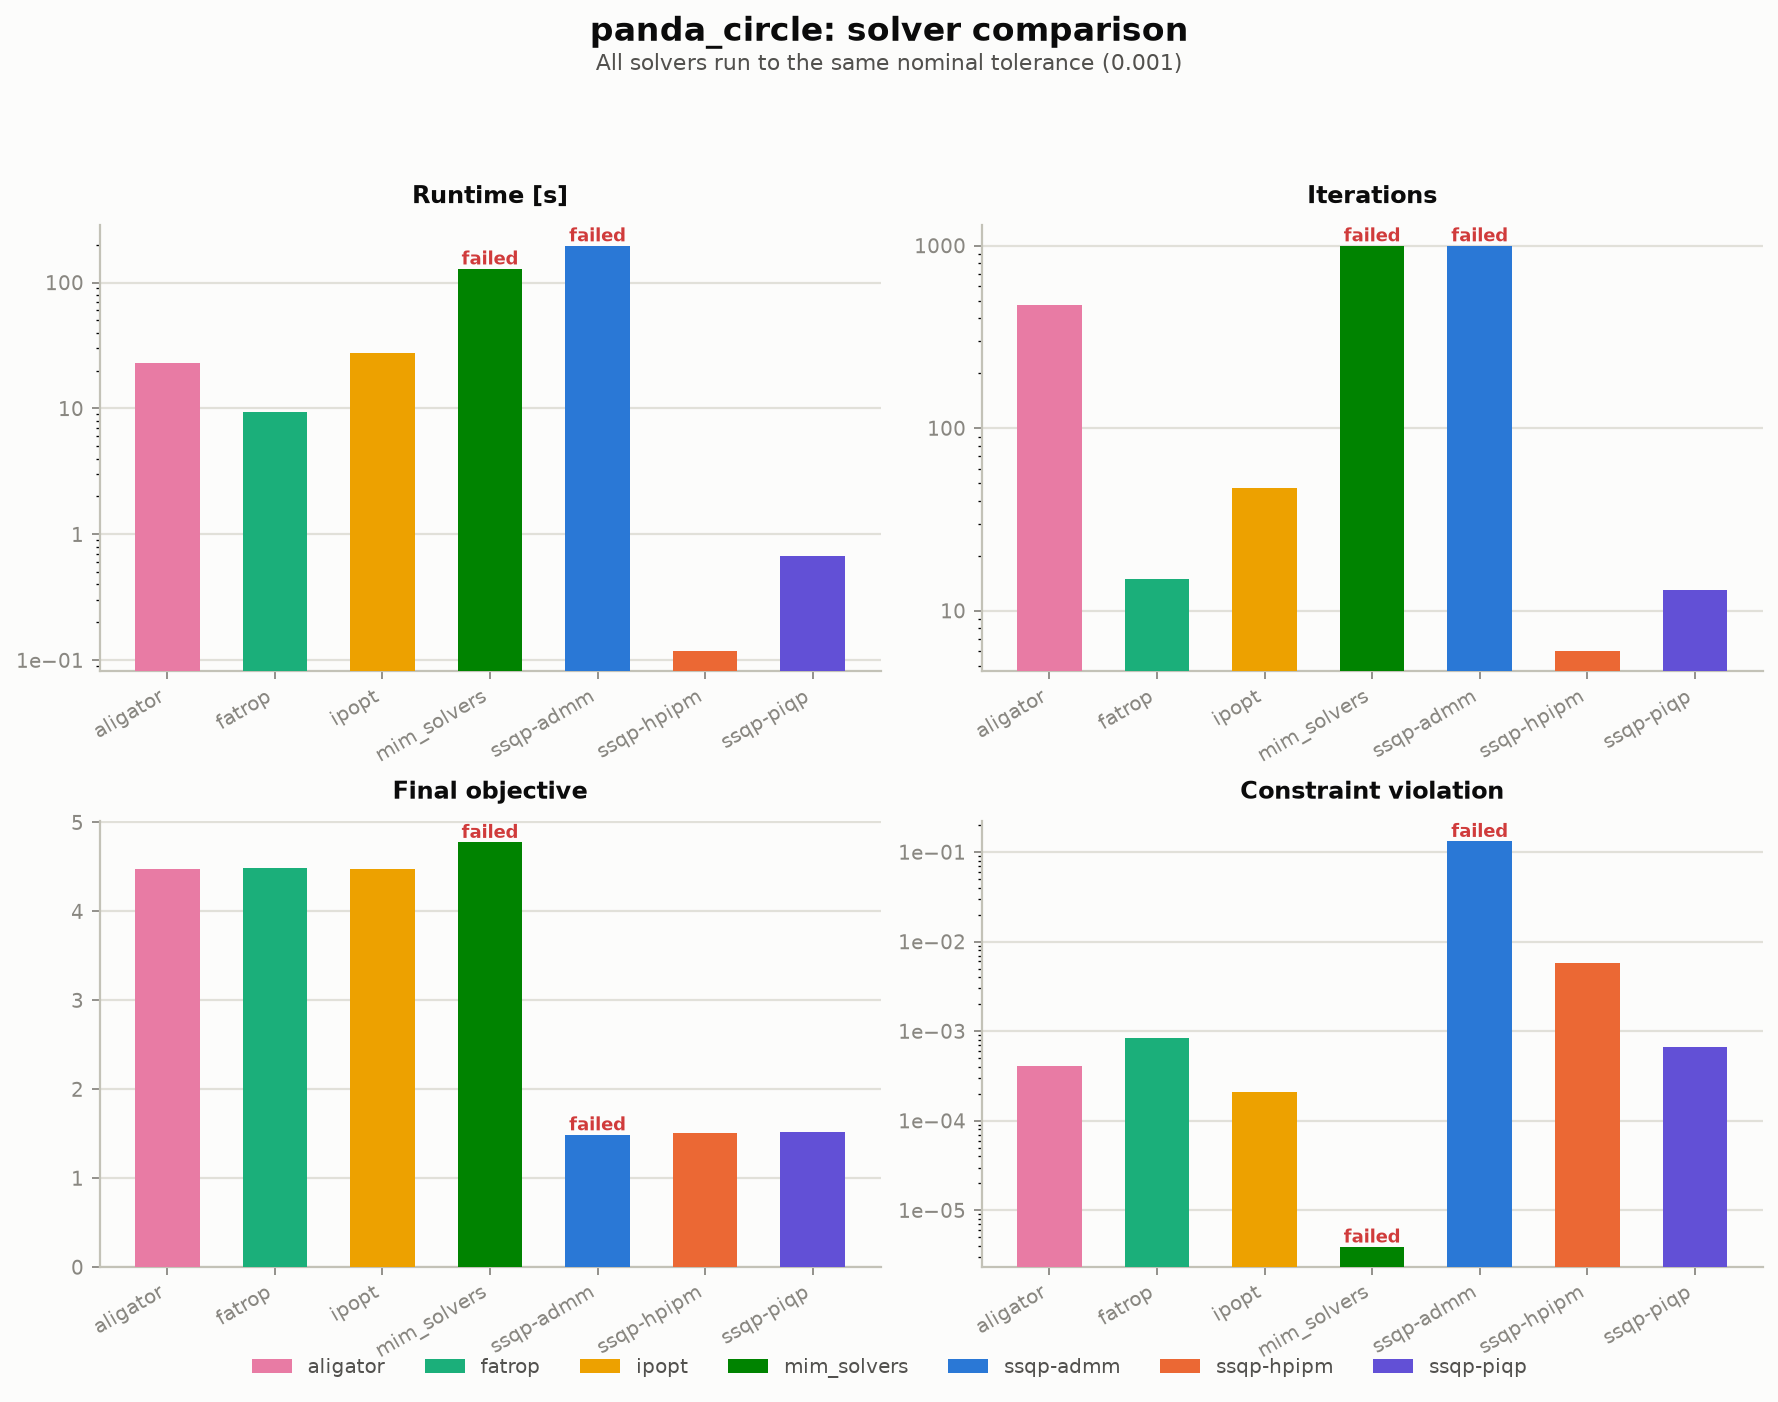 panda_circle: solver comparison
All solvers run to the same nominal tolerance (0.001)
Runtime [s]
failed
failed
100
10
1
1e−01
aligator
fatrop
ipopt
mim_solvers
ssqp-admm
ssqp-hpipm
ssqp-piqp
Iterations
failed
failed
1000
100
10
aligator
fatrop
ipopt
mim_solvers
ssqp-admm
ssqp-hpipm
ssqp-piqp
Final objective
failed
failed
5
4
3
2
1
0
aligator
fatrop
ipopt
mim_solvers
ssqp-admm
ssqp-hpipm
ssqp-piqp
Constraint violation
failed
failed
1e−01
1e−02
1e−03
1e−04
1e−05
aligator
fatrop
ipopt
mim_solvers
ssqp-admm
ssqp-hpipm
ssqp-piqp
aligator fatrop ipopt mim_solvers ssqp-admm ssqp-hpipm ssqp-piqp